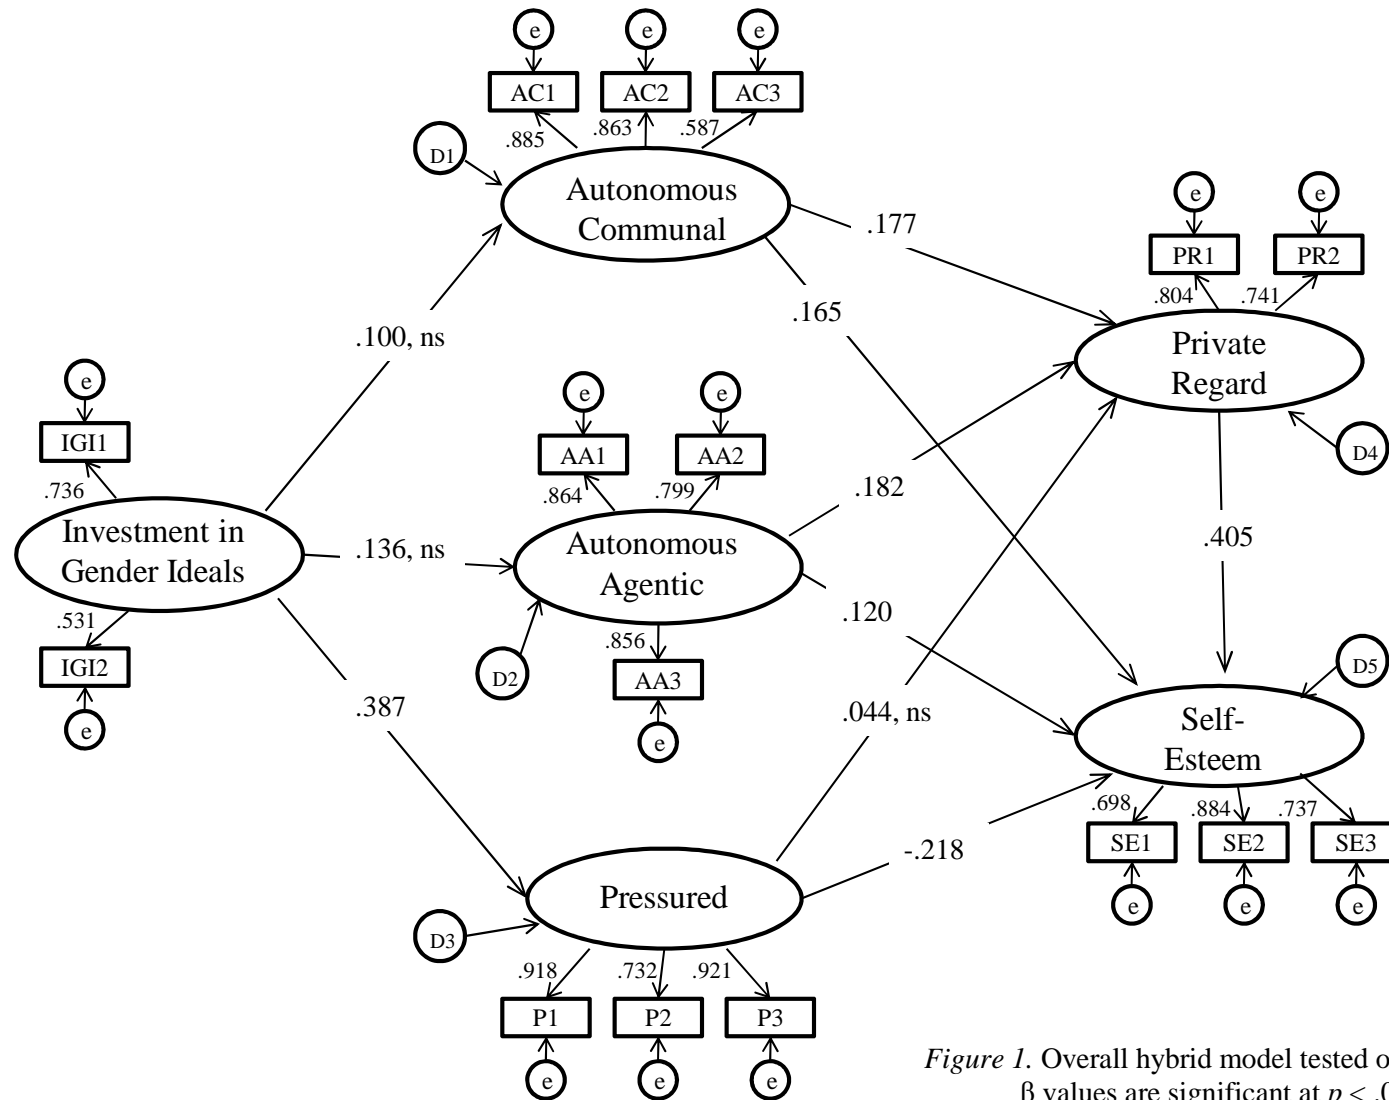 e
e
e
AC1
AC2
AC3
.885
.863
.587
D1
Autonomous
Communal
.177
.165
e
e
PR1
PR2
.804
.741
Private
Regard
D4
.100, ns
e
IGI1
.736
Investment in
Gender Ideals
.531
IGI2
e
.136, ns
e
e
AA1
AA2
.864
.799
Autonomous
Agentic
.856
AA3
e
D2
.182
.120
.405
.387
.044, ns
D5
Self-
Esteem
.698
.884
.737
SE1
SE2
SE3
e
e
e
-.218
Pressured
D3
.918
.732
.921
P1
P2
P3
e
e
e
Figure 1. Overall hybrid model tested
β values are significant at p < .0